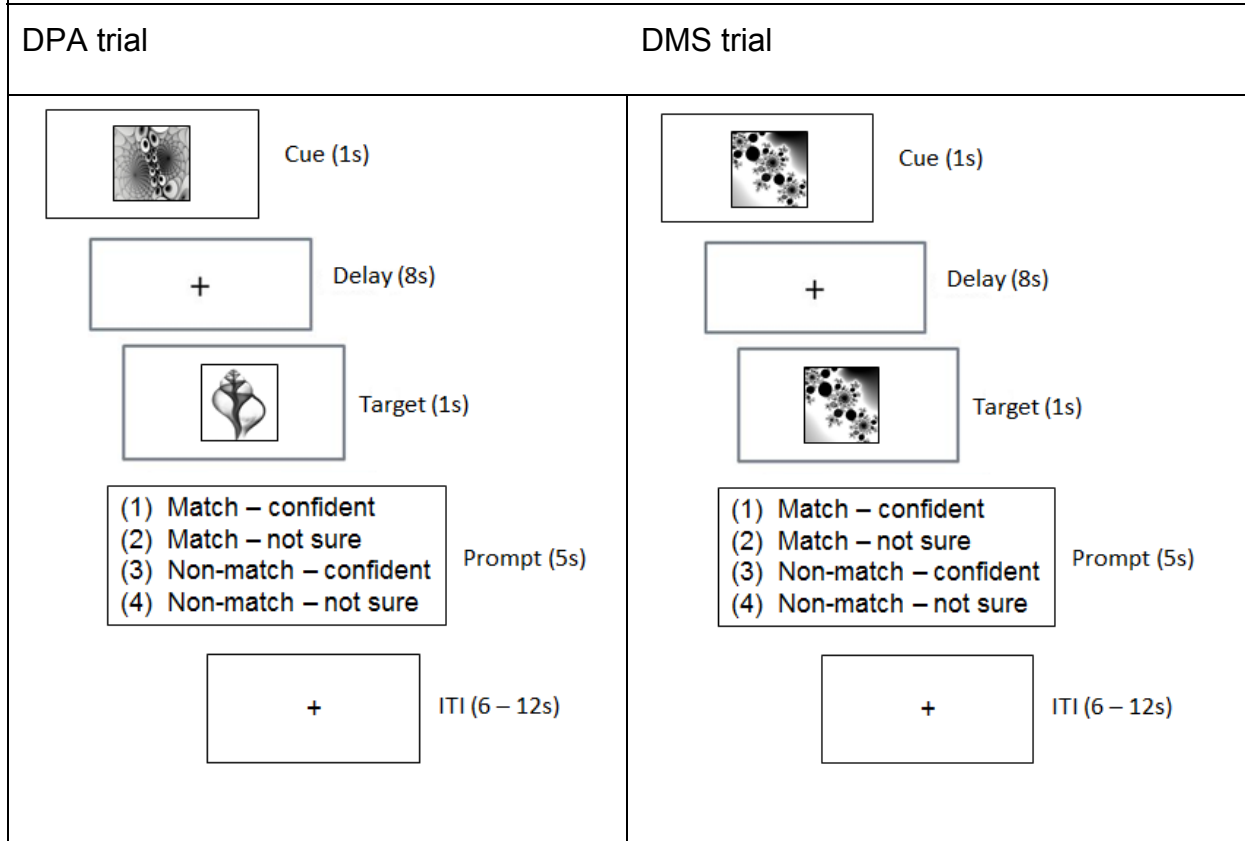 DPA trial
DMS trial
Cue (1s)
+
Delay (8s)
Target (1s)
(1) Match – confident
(2) Match – not sure
(3) Non-match – confident
(4) Non-match – not sure
Prompt (5s)
+
ITI (6 – 12s)
Cue (1s)
+
Delay (8s)
Target (1s)
(1) Match – confident
(2) Match – not sure
(3) Non-match – confident
(4) Non-match – not sure
Prompt (5s)
+
ITI (6 – 12s)